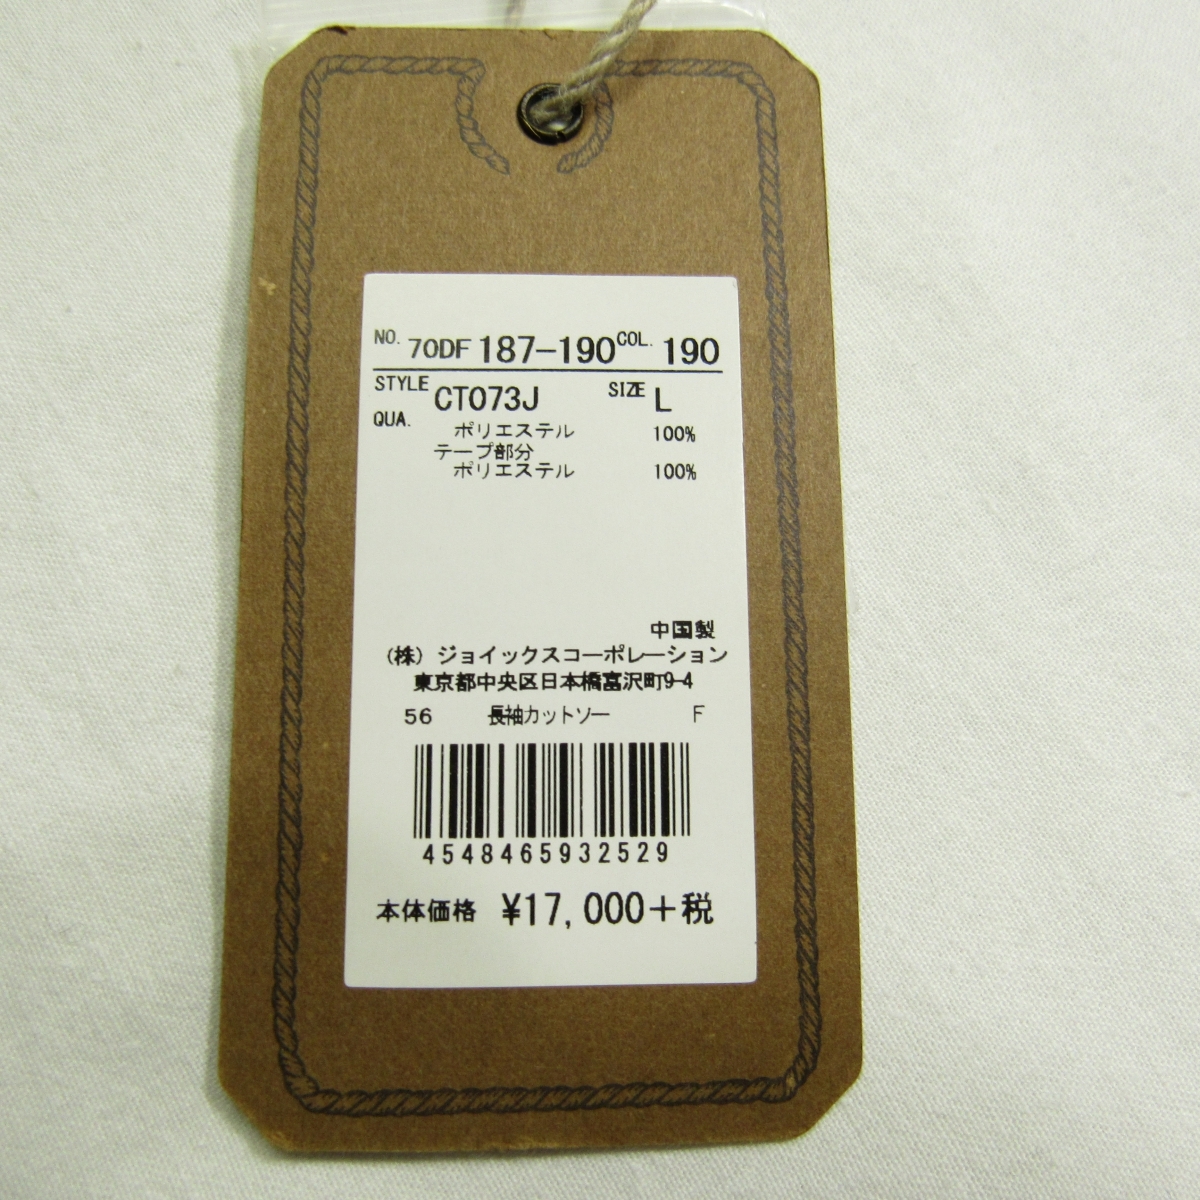 NO. 70DF 187-190 COL. 190
STYLE CT073J SIZE L
QUA. ポリエステル 100%
テープ部分
ポリエステル 100%
中国製
(株) ジョイックスコーポレーション
東京都中央区日本橋富沢町9-4
56 長袖カットソー F
4548465932529
本体価格 ¥17,000+税